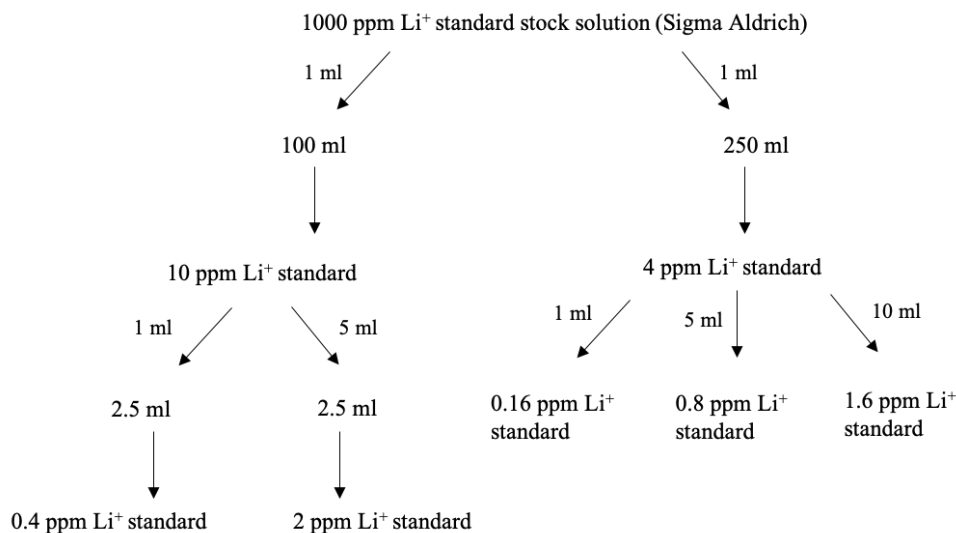 1000 ppm Li⁺ standard stock solution (Sigma Aldrich)
1 ml
1 ml
100 ml
250 ml
10 ppm Li⁺ standard
4 ppm Li⁺ standard
1 ml
5 ml
1 ml
5 ml
10 ml
2.5 ml
2.5 ml
0.16 ppm Li⁺
standard
0.8 ppm Li⁺
standard
1.6 ppm Li⁺
standard
0.4 ppm Li⁺ standard
2 ppm Li⁺ standard